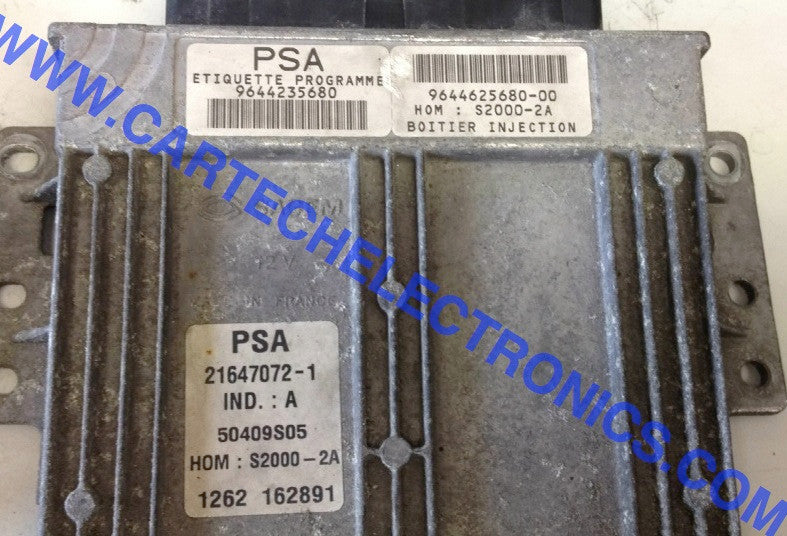 PSA
ETIQUETTE PROGRAMME
9644235680
9644625680-00
HOM : S2000-2A
BOITIER INJECTION
WWW.CARTECHELECTRONICS.COM
12V
IN FRANCE
PSA
21647072-1
IND. : A
50409S05
HOM : S2000-2A
1262 162891